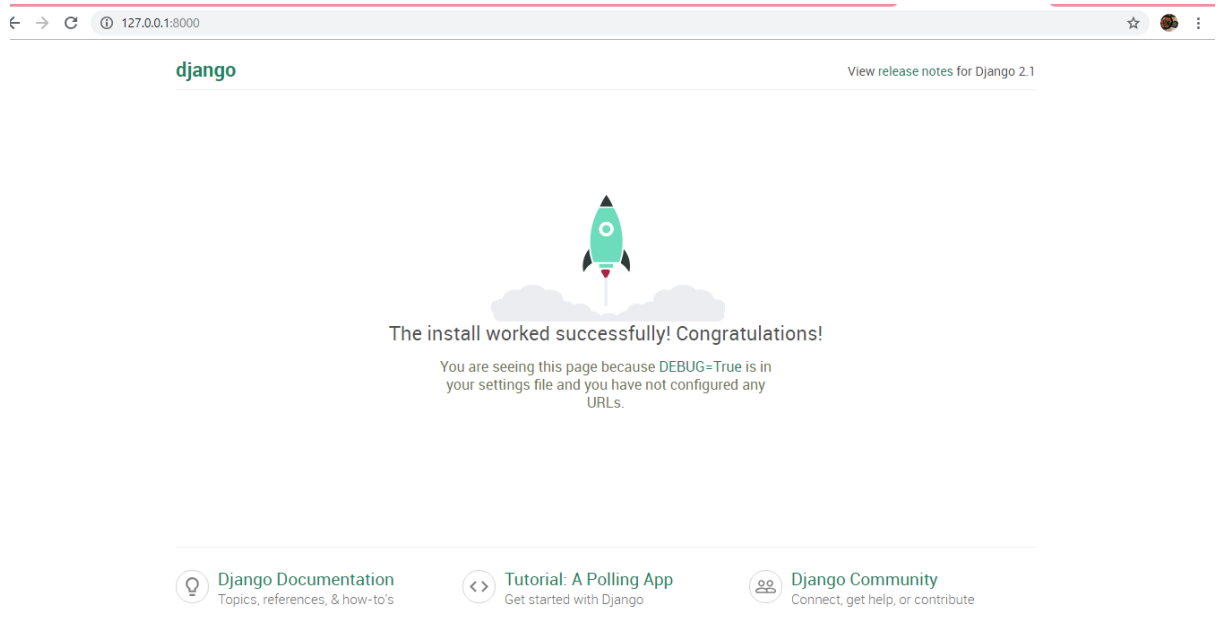 127.0.0.1:8000
django
View release notes for Django 2.1
The install worked successfully! Congratulations!
You are seeing this page because DEBUG=True is in
your settings file and you have not configured any
URLs.
Django Documentation
Topics, references, & how-to's
Tutorial: A Polling App
Get started with Django
Django Community
Connect, get help, or contribute